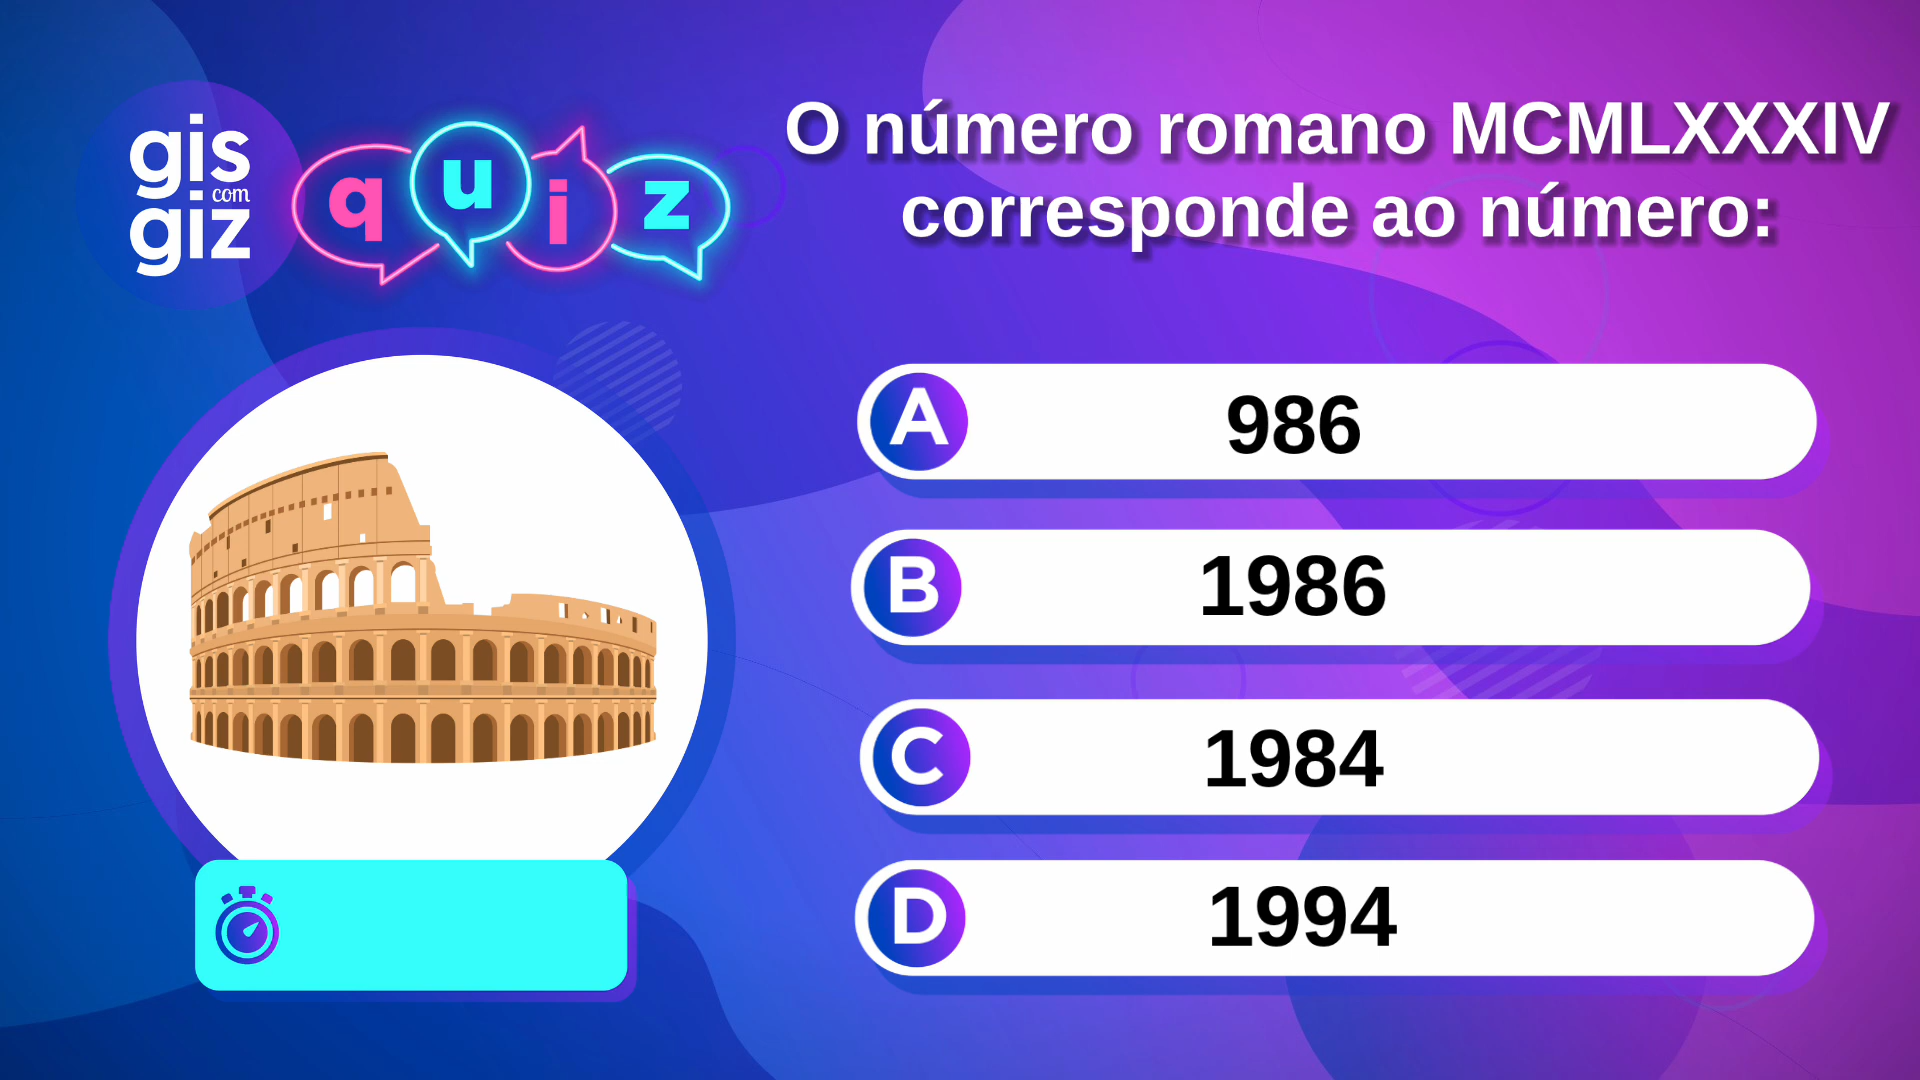 gis
com
giz
quiz
O número romano MCMLXXXIV
corresponde ao número:
A 986
B 1986
C 1984
D 1994